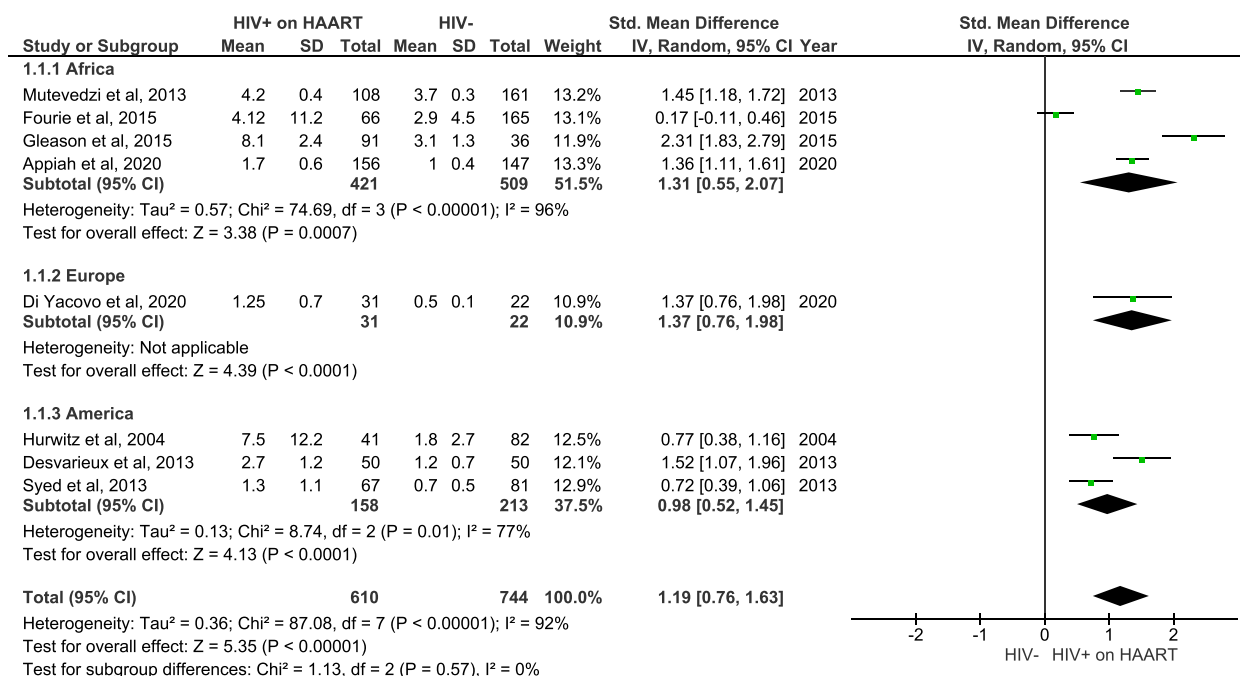 HIV+ on HAART HIV- Std. Mean Difference Std. Mean Difference
Study or Subgroup Mean SD Total Mean SD Total Weight IV, Random, 95% CI Year IV, Random, 95% CI
1.1.1 Africa
Mutevedzi et al, 2013 4.2 0.4 108 3.7 0.3 161 13.2% 1.45 [1.18, 1.72] 2013
Fourie et al, 2015 4.12 11.2 66 2.9 4.5 165 13.1% 0.17 [-0.11, 0.46] 2015
Gleason et al, 2015 8.1 2.4 91 3.1 1.3 36 11.9% 2.31 [1.83, 2.79] 2015
Appiah et al, 2020 1.7 0.6 156 1 0.4 147 13.3% 1.36 [1.11, 1.61] 2020
Subtotal (95% CI) 421 509 51.5% 1.31 [0.55, 2.07]
Heterogeneity: Tau² = 0.57; Chi² = 74.69, df = 3 (P < 0.00001); I² = 96%
Test for overall effect: Z = 3.38 (P = 0.0007)
1.1.2 Europe
Di Yacovo et al, 2020 1.25 0.7 31 0.5 0.1 22 10.9% 1.37 [0.76, 1.98] 2020
Subtotal (95% CI) 31 22 10.9% 1.37 [0.76, 1.98]
Heterogeneity: Not applicable
Test for overall effect: Z = 4.39 (P < 0.0001)
1.1.3 America
Hurwitz et al, 2004 7.5 12.2 41 1.8 2.7 82 12.5% 0.77 [0.38, 1.16] 2004
Desvarieux et al, 2013 2.7 1.2 50 1.2 0.7 50 12.1% 1.52 [1.07, 1.96] 2013
Syed et al, 2013 1.3 1.1 67 0.7 0.5 81 12.9% 0.72 [0.39, 1.06] 2013
Subtotal (95% CI) 158 213 37.5% 0.98 [0.52, 1.45]
Heterogeneity: Tau² = 0.13; Chi² = 8.74, df = 2 (P = 0.01); I² = 77%
Test for overall effect: Z = 4.13 (P < 0.0001)
Total (95% CI) 610 744 100.0% 1.19 [0.76, 1.63]
Heterogeneity: Tau² = 0.36; Chi² = 87.08, df = 7 (P < 0.00001); I² = 92%
Test for overall effect: Z = 5.35 (P < 0.00001)
Test for subgroup differences: Chi² = 1.13, df = 2 (P = 0.57), I² = 0%
-2 -1 0 1 2
HIV- HIV+ on HAART